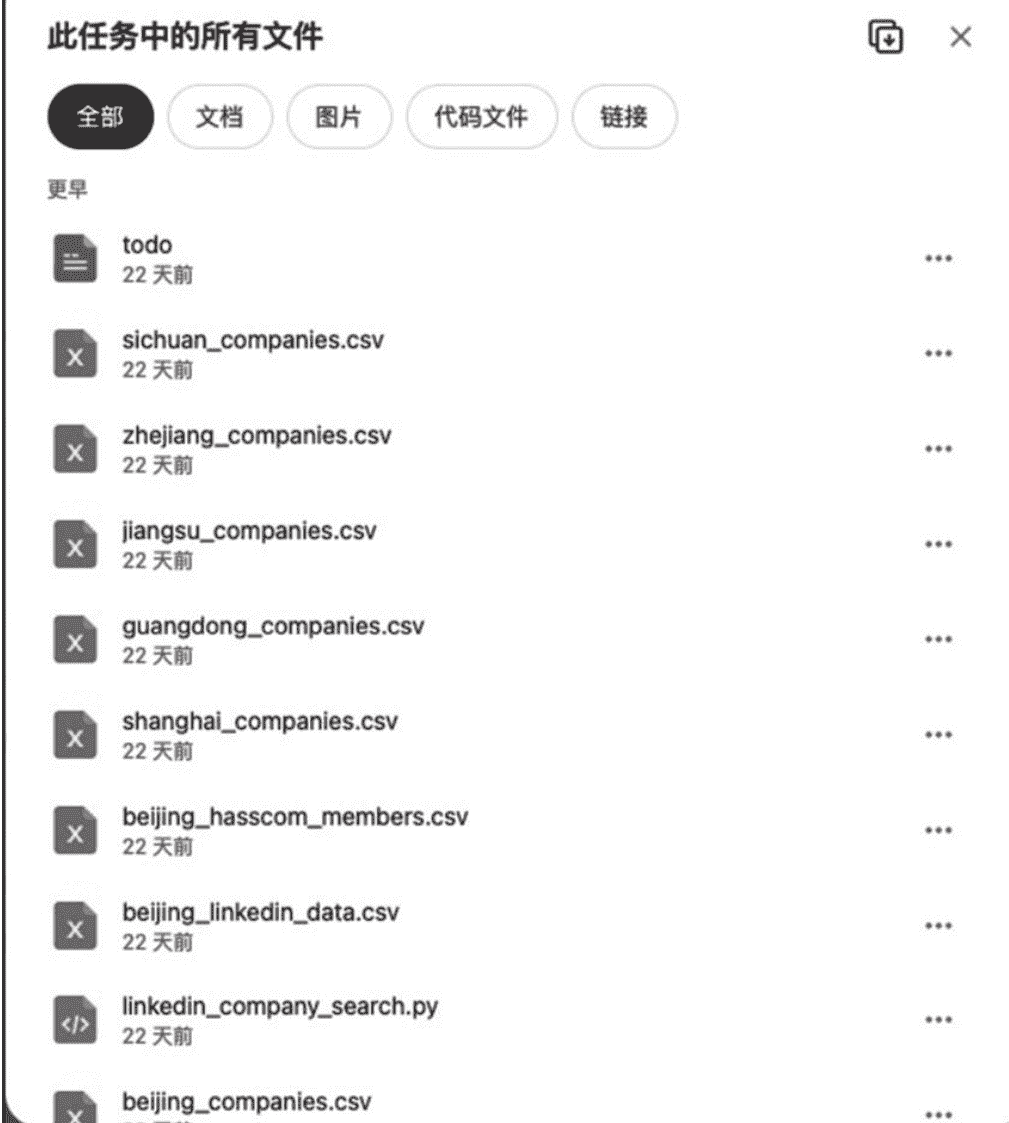 此任务中的所有文件
全部 文档 图片 代码文件 链接
更早
todo
22 天前
sichuan_companies.csv
22 天前
zhejiang_companies.csv
22 天前
jiangsu_companies.csv
22 天前
guangdong_companies.csv
22 天前
shanghai_companies.csv
22 天前
beijing_hasscom_members.csv
22 天前
beijing_linkedin_data.csv
22 天前
linkedin_company_search.py
22 天前
beijing_companies.csv